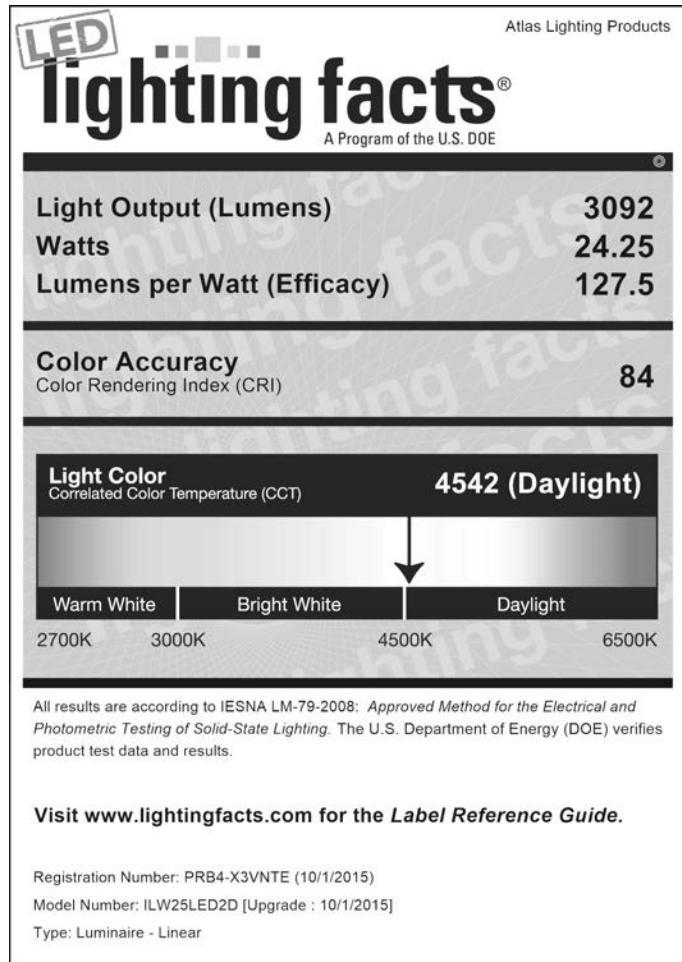 Atlas Lighting Products
LED
lighting facts®
A Program of the U.S. DOE
Light Output (Lumens) 3092
Watts 24.25
Lumens per Watt (Efficacy) 127.5
Color Accuracy
Color Rendering Index (CRI) 84
Light Color
Correlated Color Temperature (CCT) 4542 (Daylight)
Warm White Bright White Daylight
2700K 3000K 4500K 6500K
All results are according to IESNA LM-79-2008: Approved Method for the Electrical and
Photometric Testing of Solid-State Lighting. The U.S. Department of Energy (DOE) verifies
product test data and results.
Visit www.lightingfacts.com for the Label Reference Guide.
Registration Number: PRB4-X3VNTE (10/1/2015)
Model Number: ILW25LED2D [Upgrade : 10/1/2015]
Type: Luminaire - Linear